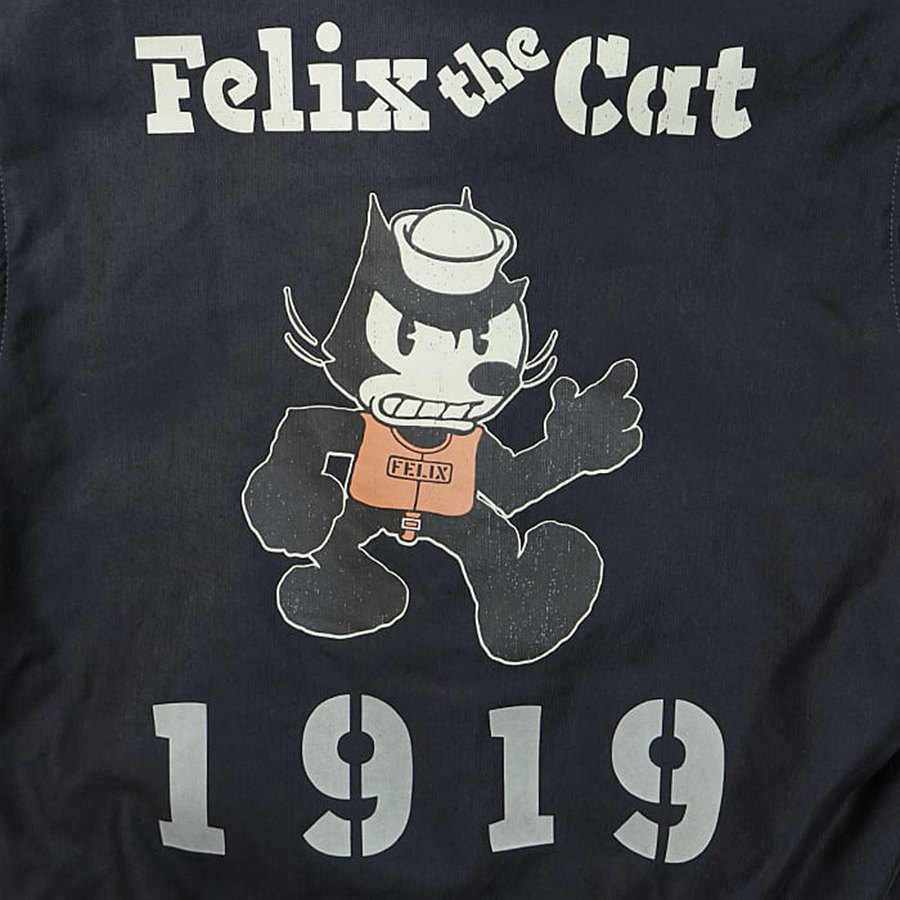 Felix the Cat
FELIX
1919